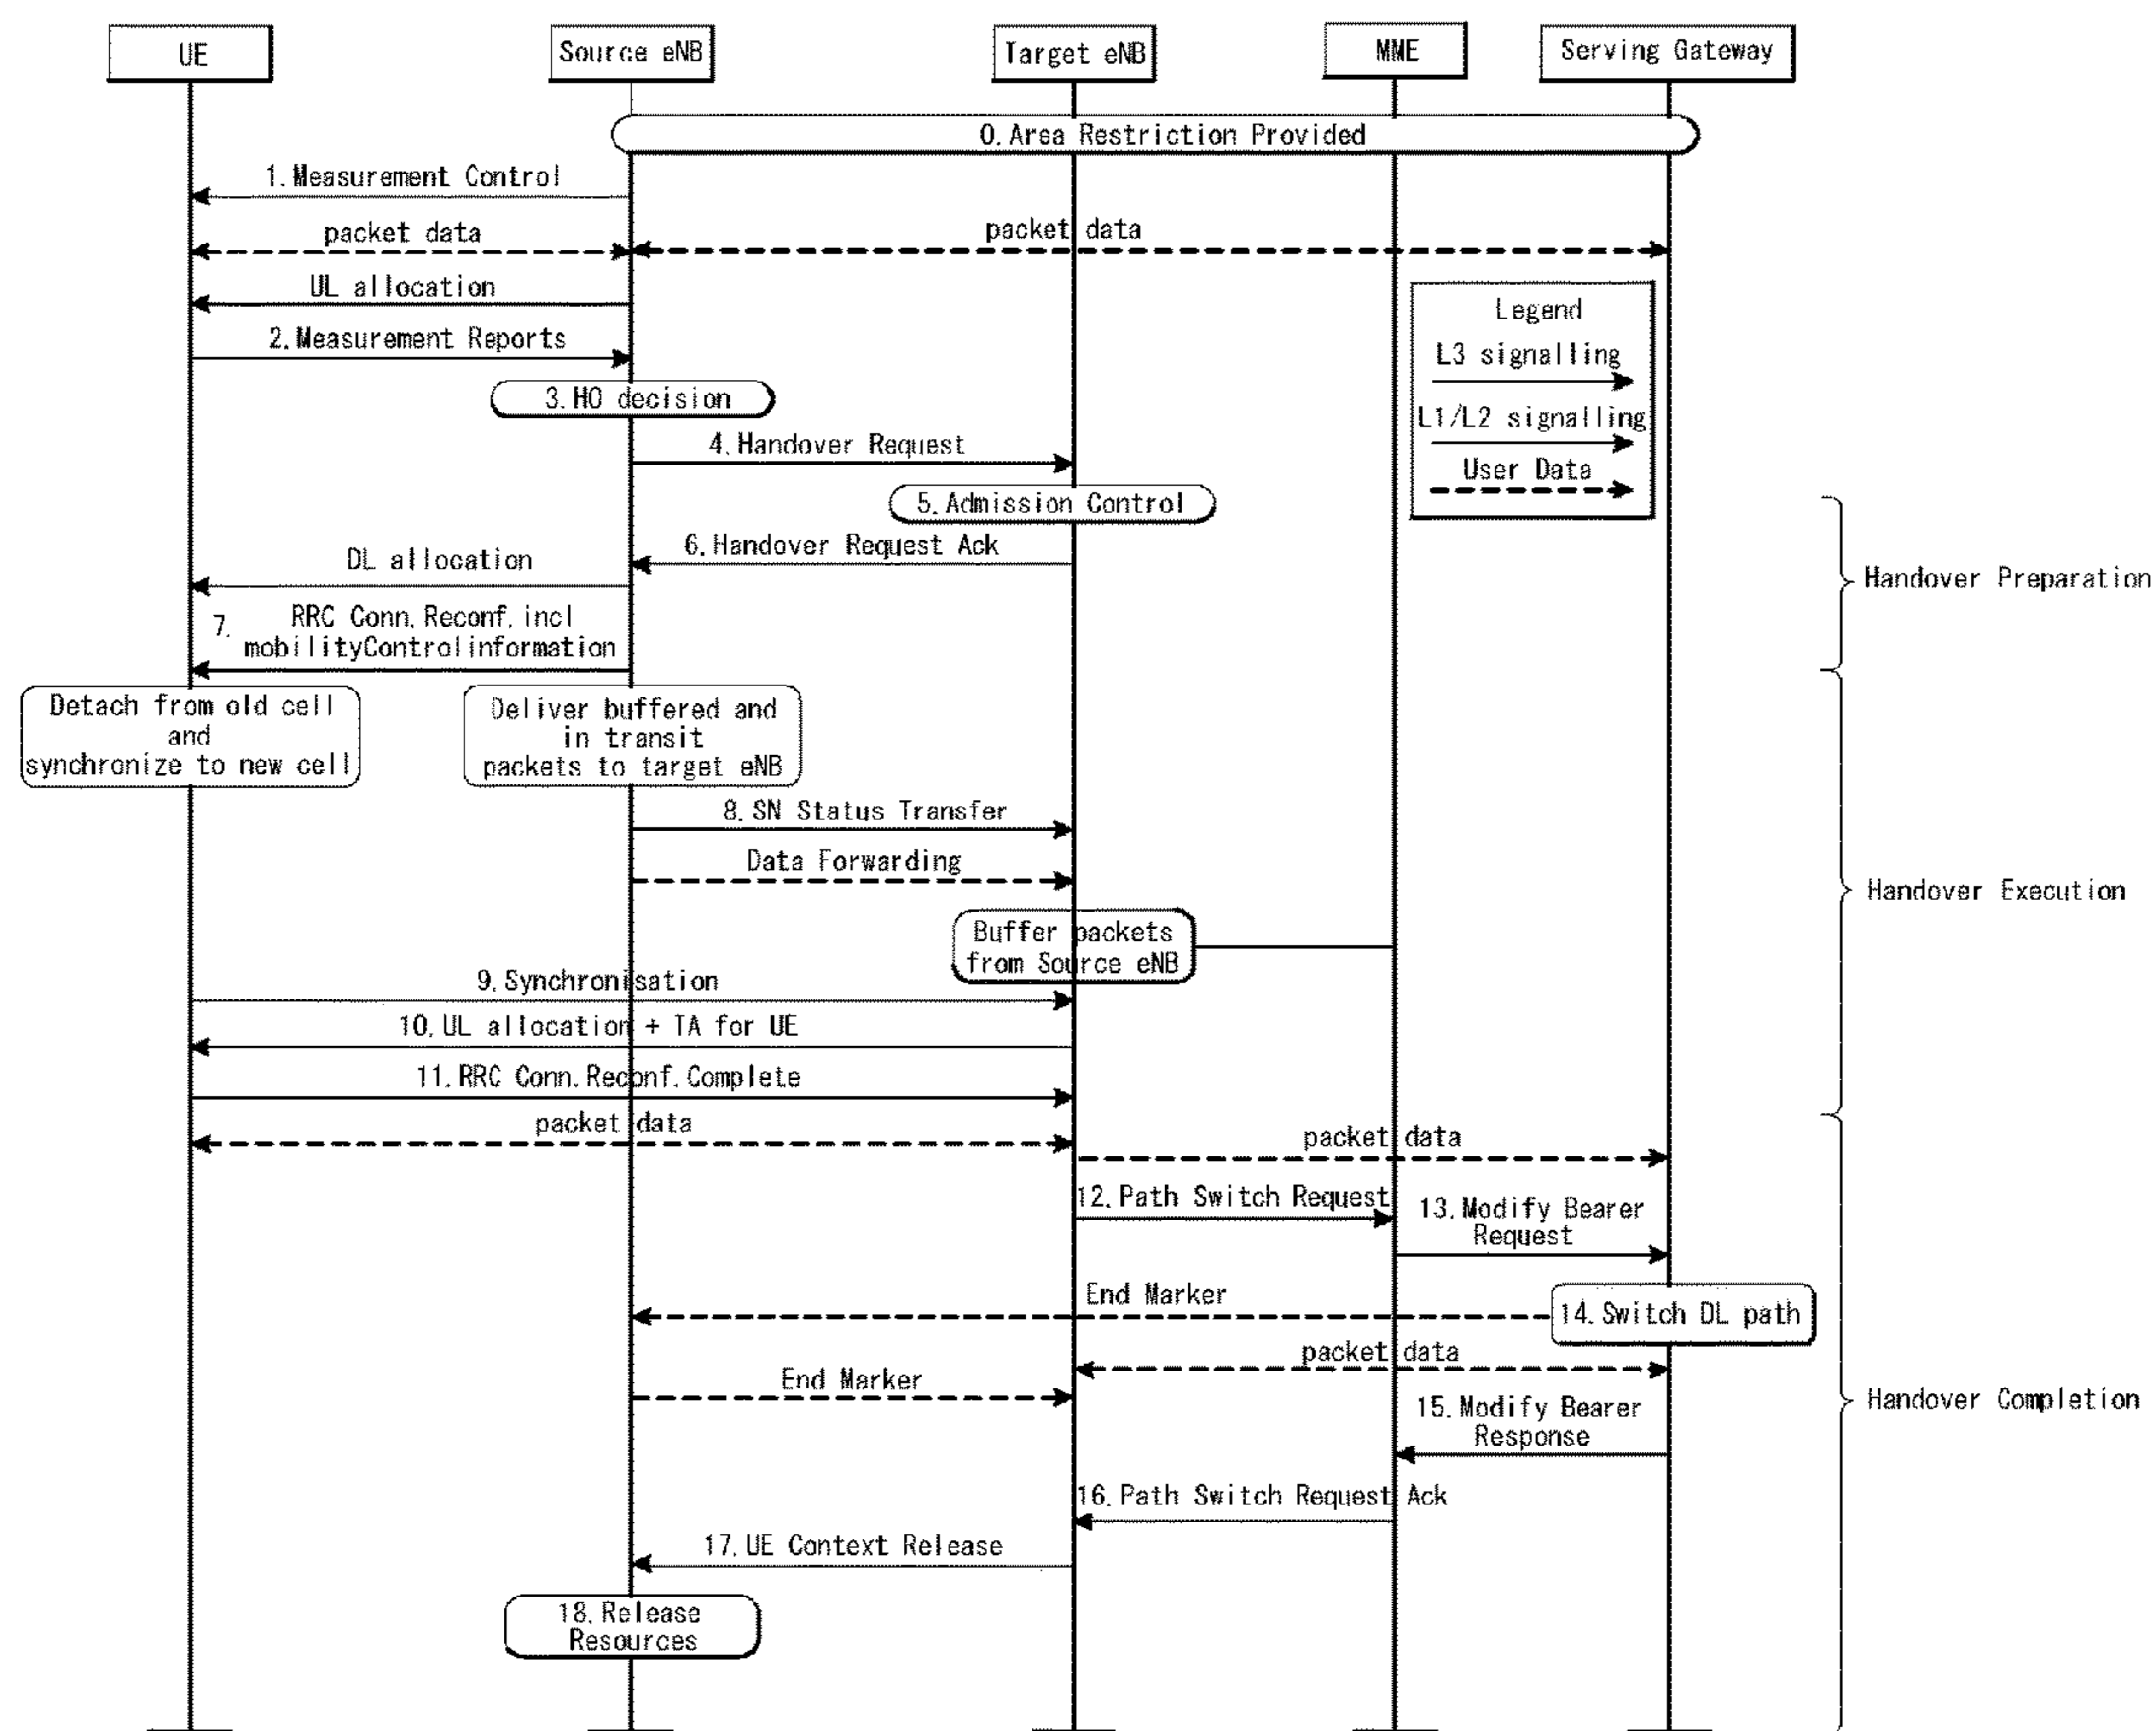 UE
Source eNB
Target eNB
MME
Serving Gateway
0.Area Restriction Provided
1.Measurement Control
packet data
packet data
UL allocation
Legend
L3 signalling
L1/L2 signalling
User Data
2.Measurement Reports
3.HO decision
4.Handover Request
5.Admission Control
6.Handover Request Ack
DL allocation
Handover Preparation
7.
RRC Conn.Reconf.incl
mobilityControlinformation
Detach from old cell
and
synchronize to new cell
Deliver buffered and
in transit
packets to target eNB
8.SN Status Transfer
Data Forwarding
Handover Execution
Buffer packets
from Source eNB
9.Synchronisation
10.UL allocation + TA for UE
11.RRC Conn.Reconf.Complete
packet data
packet data
12.Path Switch Request
13.Modify Bearer
Request
End Marker
14.Switch DL path
packet data
End Marker
Handover Completion
15.Modify Bearer
Response
16.Path Switch Request Ack
17.UE Context Release
18.Release
Resources